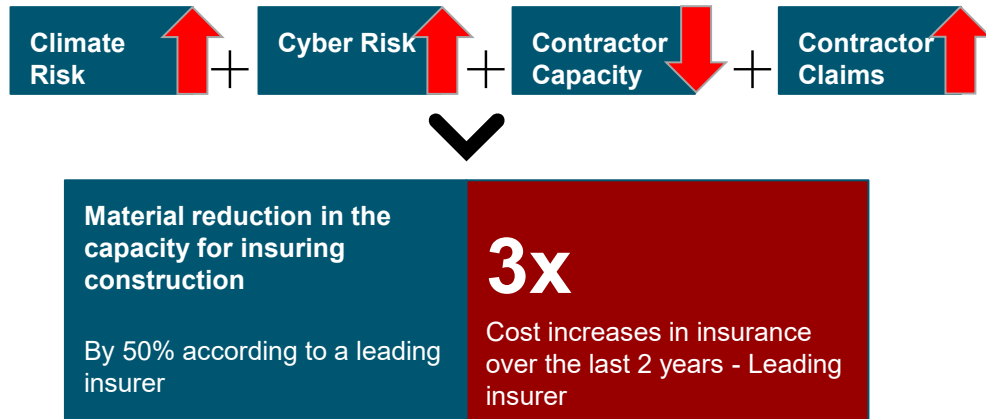 Climate
Risk
+
Cyber Risk
+
Contractor
Capacity
+
Contractor
Claims
Material reduction in the
capacity for insuring
construction
By 50% according to a leading
insurer
3x
Cost increases in insurance
over the last 2 years - Leading
insurer